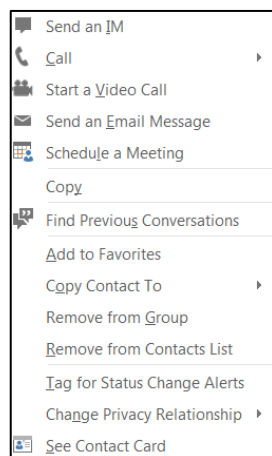 Send an IM
Call
Start a Video Call
Send an Email Message
Schedule a Meeting
Copy
Find Previous Conversations
Add to Favorites
Copy Contact To
Remove from Group
Remove from Contacts List
Tag for Status Change Alerts
Change Privacy Relationship
See Contact Card